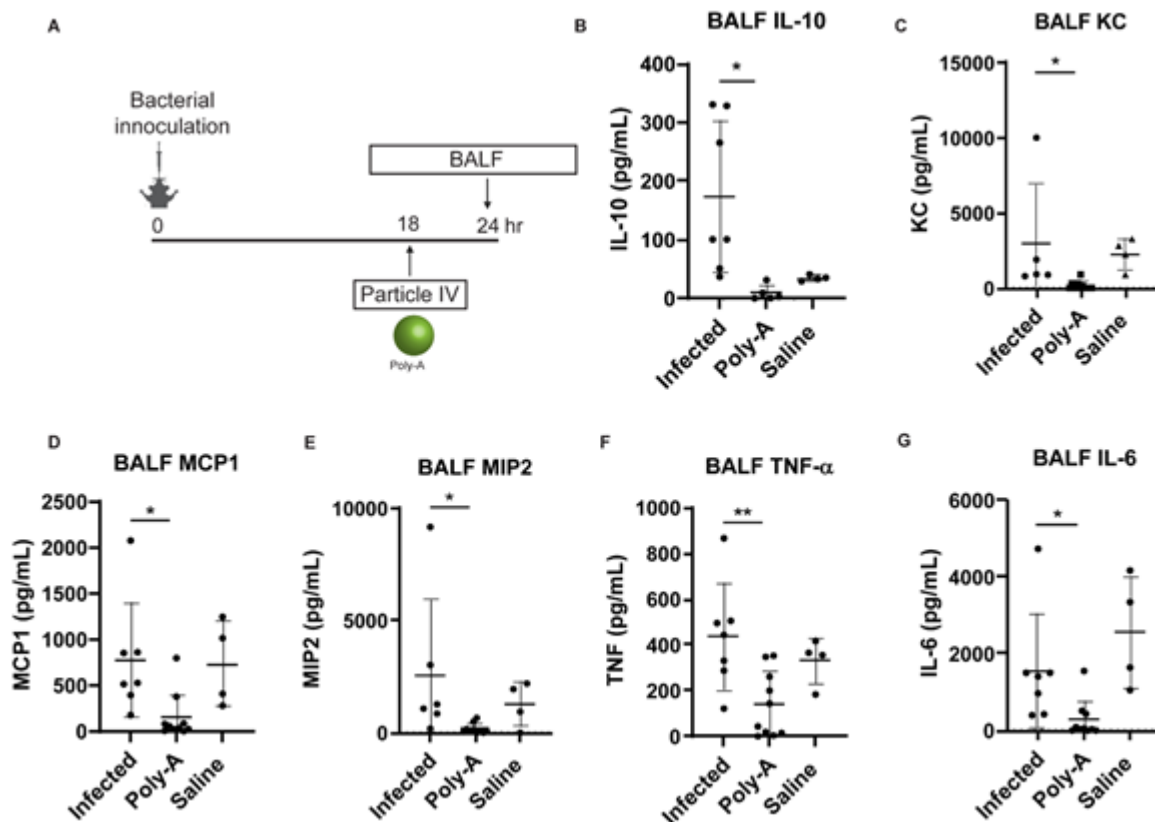 A
Bacterial
innoculation
BALF
0
18
24 hr
Particle IV
Poly-A
B
BALF IL-10
IL-10 (pg/mL)
400
300
200
100
0
*
Infected
Poly-A
Saline
C
BALF KC
KC (pg/mL)
15000
10000
5000
0
*
Infected
Poly-A
Saline
D
BALF MCP1
MCP1 (pg/mL)
2500
2000
1500
1000
500
0
*
Infected
Poly-A
Saline
E
BALF MIP2
MIP2 (pg/mL)
10000
5000
0
*
Infected
Poly-A
Saline
F
BALF TNF-α
TNF (pg/mL)
1000
800
600
400
200
0
**
Infected
Poly-A
Saline
G
BALF IL-6
IL-6 (pg/mL)
6000
4000
2000
0
*
Infected
Poly-A
Saline